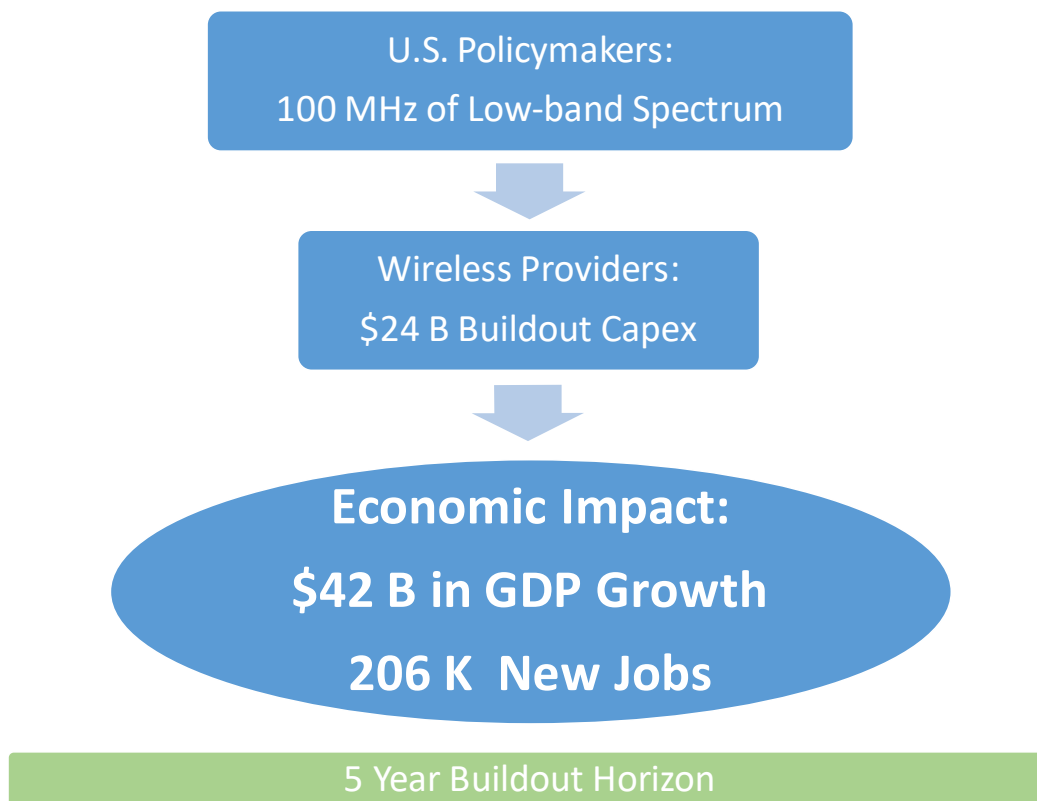 U.S. Policymakers:
100 MHz of Low-band Spectrum
Wireless Providers:
$24 B Buildout Capex
Economic Impact:
$42 B in GDP Growth
206 K  New Jobs
5 Year Buildout Horizon